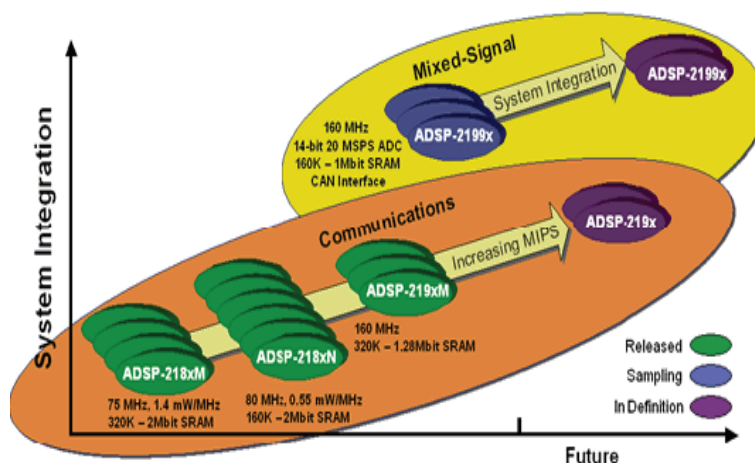 Mixed-Signal
ADSP-2199x
System Integration
ADSP-2199x
160 MHz
14-bit 20 MSPS ADC
160K – 1Mbit SRAM
CAN Interface
System Integration
Communications
ADSP-219x
Increasing MIPS
ADSP-219xM
160 MHz
320K – 1.28Mbit SRAM
ADSP-218xN
ADSP-218xM
75 MHz, 1.4 mW/MHz
320K – 2Mbit SRAM
80 MHz, 0.55 mW/MHz
160K – 2Mbit SRAM
Released
Sampling
In Definition
Future